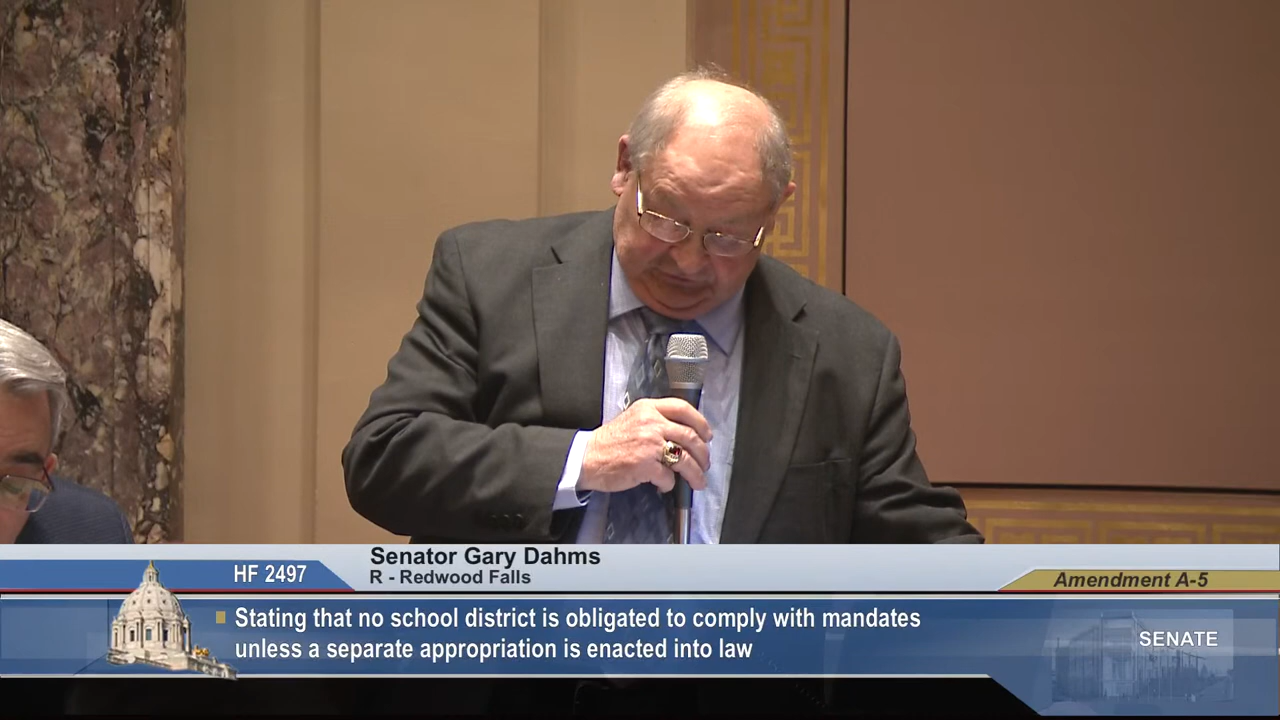 Senator Gary Dahms
R - Redwood Falls
HF 2497
Amendment A-5
Stating that no school district is obligated to comply with mandates
unless a separate appropriation is enacted into law
SENATE